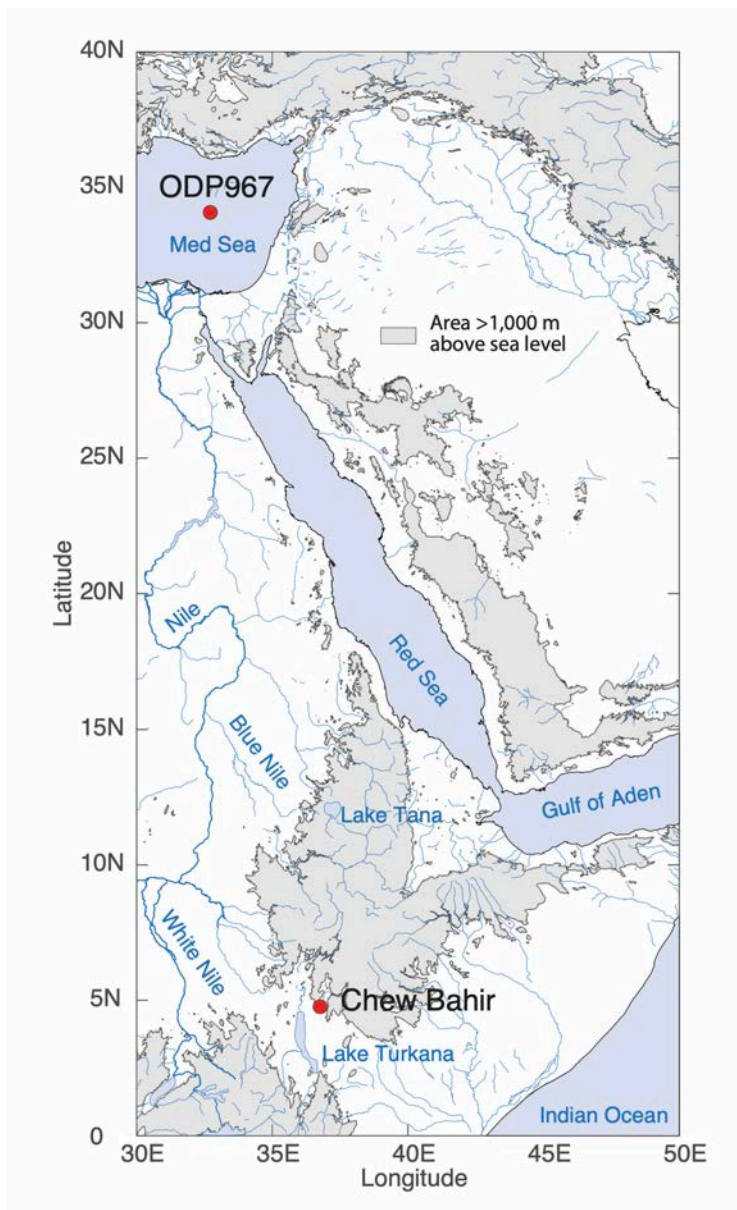 40N
35N
30N
25N
20N
15N
10N
5N
0
Latitude
ODP967
Med Sea
Area >1,000 m
above sea level
Nile
Red Sea
Blue Nile
Lake Tana
Gulf of Aden
White Nile
Chew Bahir
Lake Turkana
Indian Ocean
30E
35E
40E
45E
50E
Longitude